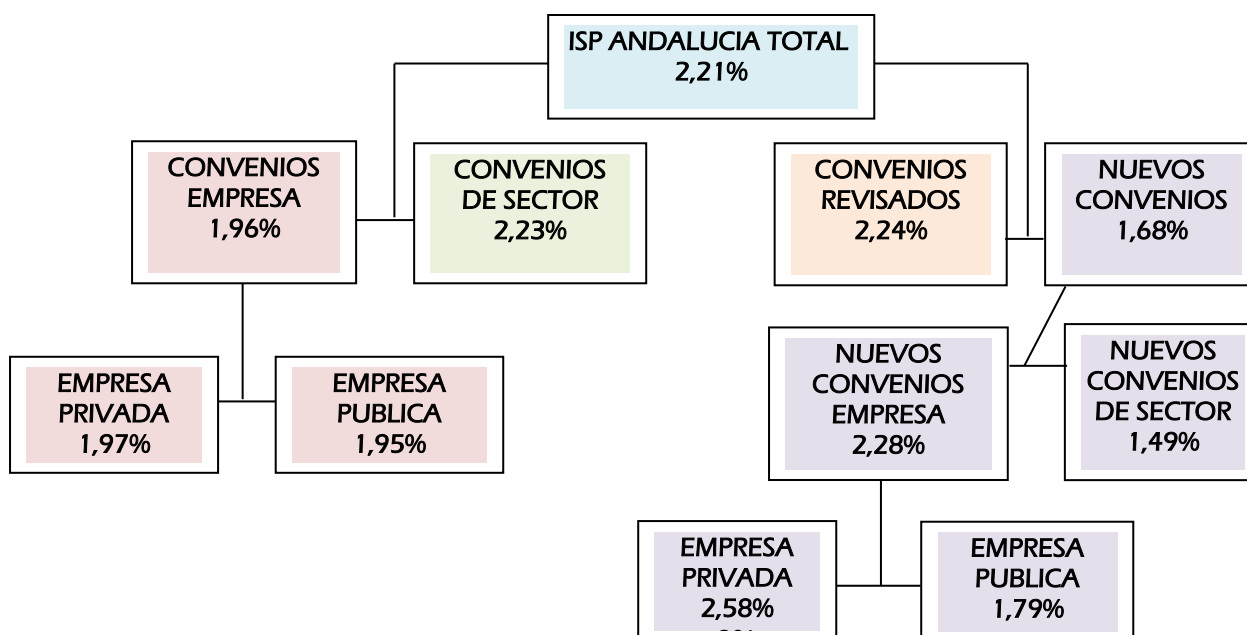 ISP ANDALUCIA TOTAL
2,21%
CONVENIOS
EMPRESA
1,96%
CONVENIOS
DE SECTOR
2,23%
CONVENIOS
REVISADOS
2,24%
NUEVOS
CONVENIOS
1,68%
EMPRESA
PRIVADA
1,97%
EMPRESA
PUBLICA
1,95%
NUEVOS
CONVENIOS
EMPRESA
2,28%
NUEVOS
CONVENIOS
DE SECTOR
1,49%
EMPRESA
PRIVADA
2,58%
EMPRESA
PUBLICA
1,79%